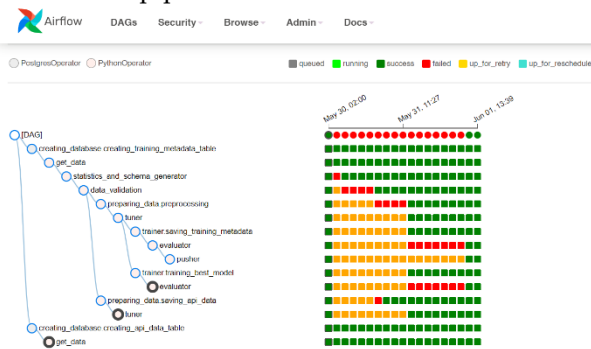 Airflow DAGs Security Browse Admin Docs
PostgresOperator PythonOperator queued running success failed up_for_retry up_for_reschedule
May 30, 02:00 May 31, 11:27 Jun 01, 13:39
[DAG]
creating_database.creating_training_metadata_table
get_data
statistics_and_schema_generator
data_validation
preparing_data.preprocessing
tuner
trainer.saving_training_metadata
evaluator
pusher
trainer.training_best_model
evaluator
preparing_data.saving_api_data
tuner
creating_database.creating_api_data_table
get_data